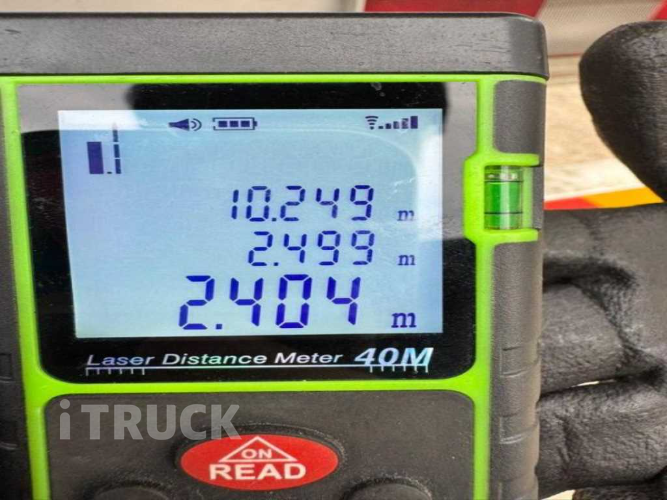 10.249 m
2.499 m
2.404 m
Laser Distance Meter 40M
iTRUCK
ON
READ